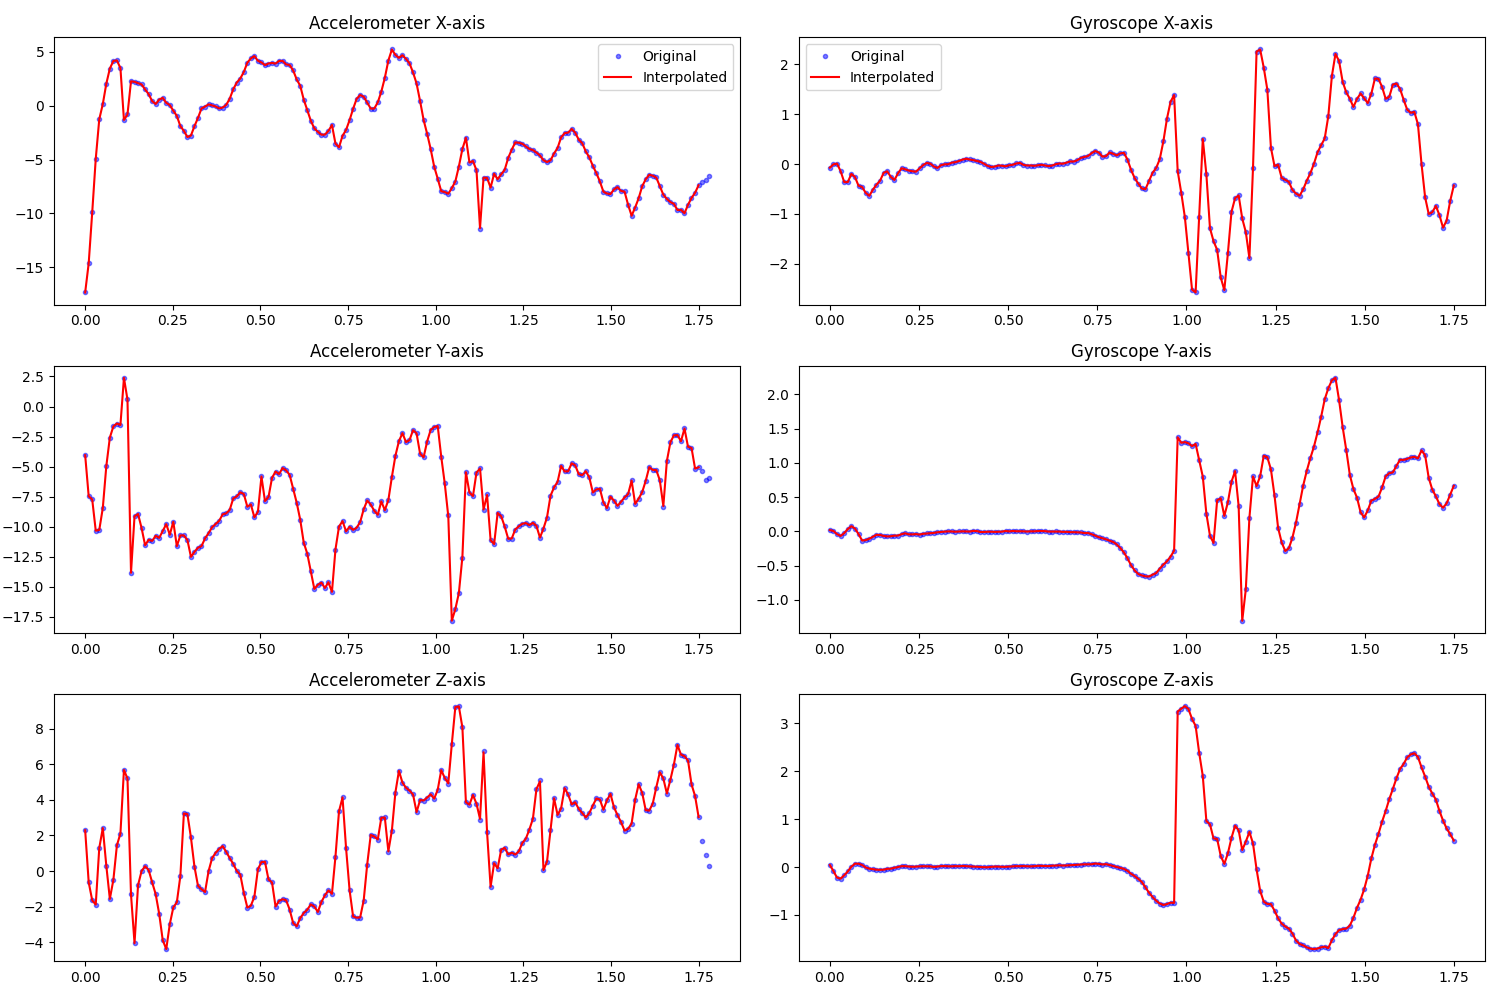 Accelerometer X-axis
5
0
−5
−10
−15
Original
Interpolated
0.00 0.25 0.50 0.75 1.00 1.25 1.50 1.75
Gyroscope X-axis
2
1
0
−1
−2
Original
Interpolated
0.00 0.25 0.50 0.75 1.00 1.25 1.50 1.75
Accelerometer Y-axis
2.5
0.0
−2.5
−5.0
−7.5
−10.0
−12.5
−15.0
−17.5
0.00 0.25 0.50 0.75 1.00 1.25 1.50 1.75
Gyroscope Y-axis
2.0
1.5
1.0
0.5
0.0
−0.5
−1.0
0.00 0.25 0.50 0.75 1.00 1.25 1.50 1.75
Accelerometer Z-axis
8
6
4
2
0
−2
−4
0.00 0.25 0.50 0.75 1.00 1.25 1.50 1.75
Gyroscope Z-axis
3
2
1
0
−1
0.00 0.25 0.50 0.75 1.00 1.25 1.50 1.75